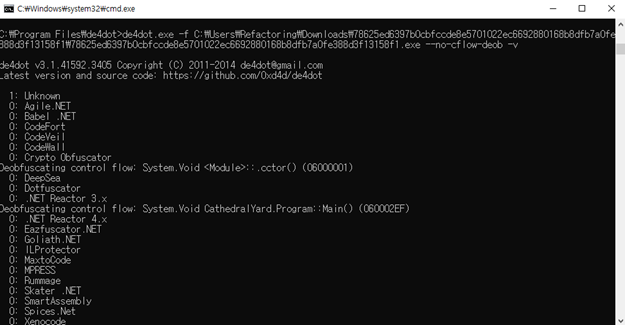 C:\Windows\system32\cmd.exe
C:₩Program Files₩de4dot>de4dot.exe -f C:₩Users₩Refactoring₩Downloads₩78625ed6397b0cbfccde8e5701022ec6692880168b8dfb7a0fe
388d3f13158f1₩78625ed6397b0cbfccde8e5701022ec6692880168b8dfb7a0fe388d3f13158f1.exe --no-cflow-deob -v
de4dot v3.1.41592.3405 Copyright (C) 2011-2014 de4dot@gmail.com
Latest version and source code: https://github.com/0xd4d/de4dot
1: Unknown
0: Agile.NET
0: Babel .NET
0: CodeFort
0: CodeVeil
0: CodeWall
0: Crypto Obfuscator
Deobfuscating control flow: System.Void <Module>::.cctor() (06000001)
0: DeepSea
0: Dotfuscator
0: .NET Reactor 3.x
Deobfuscating control flow: System.Void CathedralYard.Program::Main() (060002EF)
0: .NET Reactor 4.x
0: Eazfuscator.NET
0: Goliath.NET
0: ILProtector
0: MaxtoCode
0: MPRESS
0: Rummage
0: Skater .NET
0: SmartAssembly
0: Spices.Net
0: Xenocode